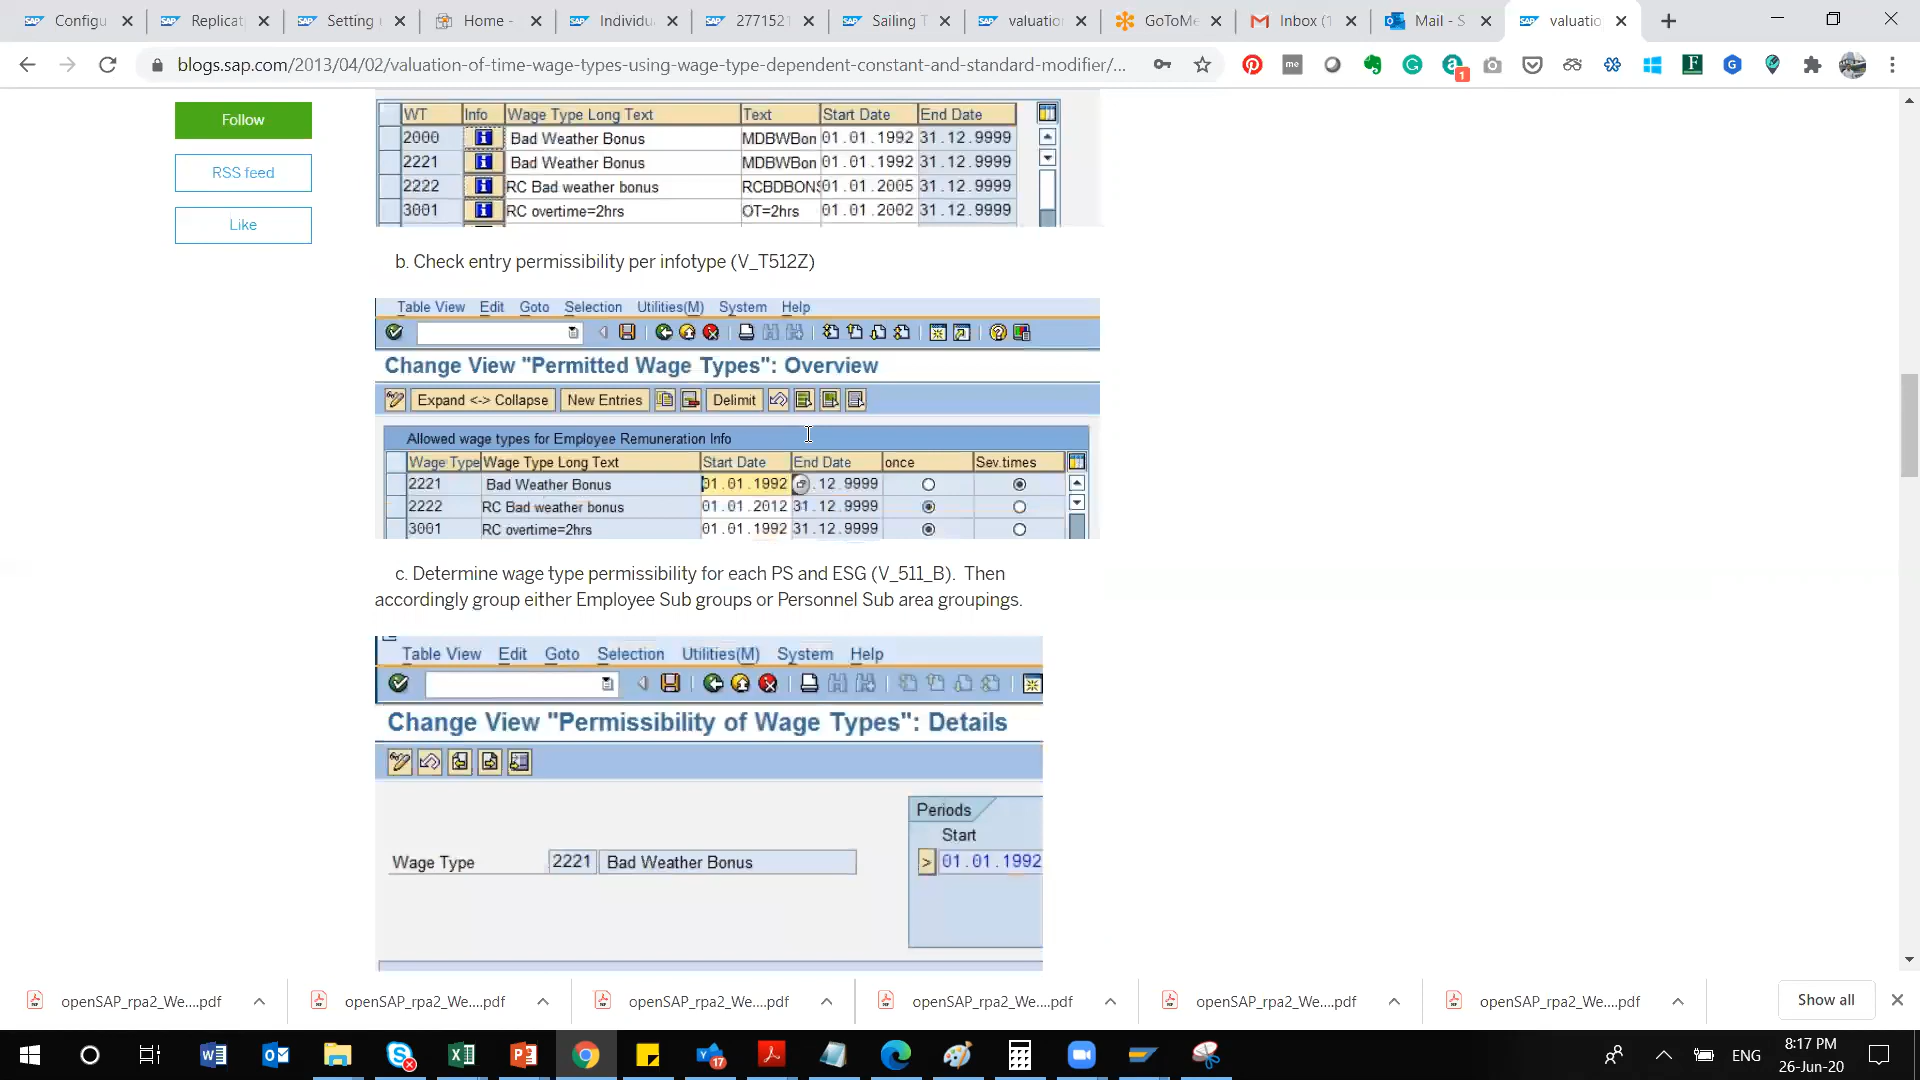 Configu
Replicat
Setting
Home -
Individu
2771521
Sailing T
valuatio
GoToMe
Inbox (1
Mail - S
valuatio
blogs.sap.com/2013/04/02/valuation-of-time-wage-types-using-wage-type-dependent-constant-and-standard-modifier/...
Follow
RSS feed
Like
WT Info Wage Type Long Text Text Start Date End Date
2000 Bad Weather Bonus MDBWBon 01.01.1992 31.12.9999
2221 Bad Weather Bonus MDBWBon 01.01.1992 31.12.9999
2222 RC Bad weather bonus RCBDBONS 01.01.2005 31.12.9999
3001 RC overtime=2hrs OT=2hrs 01.01.2002 31.12.9999
b. Check entry permissibility per infotype (V_T512Z)
Table View Edit Goto Selection Utilities(M) System Help
Change View "Permitted Wage Types": Overview
Expand <-> Collapse New Entries Delimit
Allowed wage types for Employee Remuneration Info
Wage Type Wage Type Long Text Start Date End Date once Sev.times
2221 Bad Weather Bonus 01.01.1992 .12.9999
2222 RC Bad weather bonus 01.01.2012 31.12.9999
3001 RC overtime=2hrs 01.01.1992 31.12.9999
c. Determine wage type permissibility for each PS and ESG (V_511_B). Then
accordingly group either Employee Sub groups or Personnel Sub area groupings.
Table View Edit Goto Selection Utilities(M) System Help
Change View "Permissibility of Wage Types": Details
Periods
Start
Wage Type 2221 Bad Weather Bonus > 01.01.1992
openSAP_rpa2_We....pdf
openSAP_rpa2_We....pdf
openSAP_rpa2_We....pdf
openSAP_rpa2_We....pdf
openSAP_rpa2_We....pdf
openSAP_rpa2_We....pdf
Show all
ENG
8:17 PM
26-Jun-20